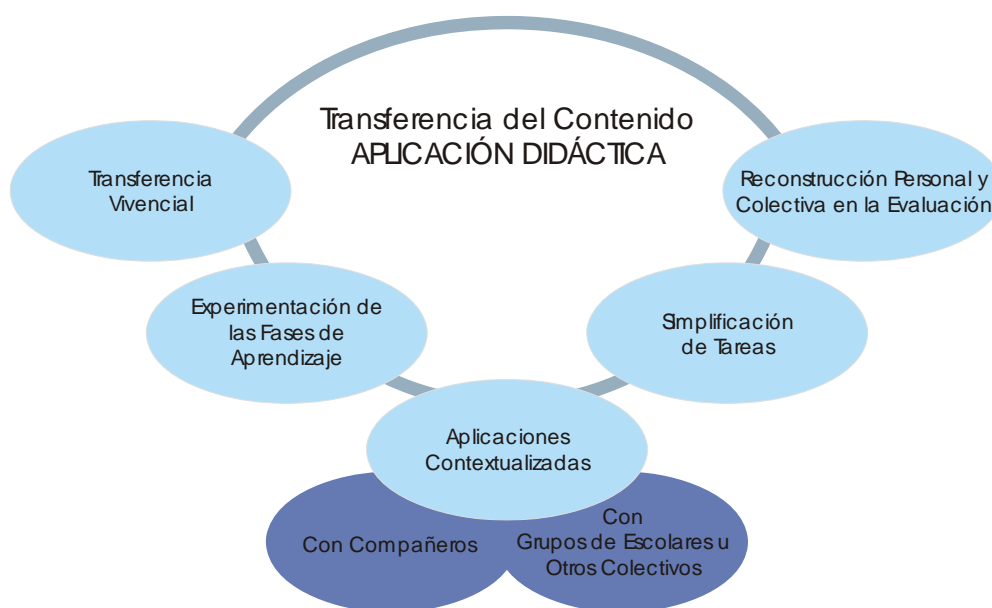 Transferencia del Contenido
APLICACIÓN DIDÁCTICA
Transferencia
Vivencial
Reconstrucción Personal y
Colectiva en la Evaluación
Experimentación de
las Fases de
Aprendizaje
Simplificación
de Tareas
Aplicaciones
Contextualizadas
Con Compañeros
Con
Grupos de Escolares u
Otros Colectivos